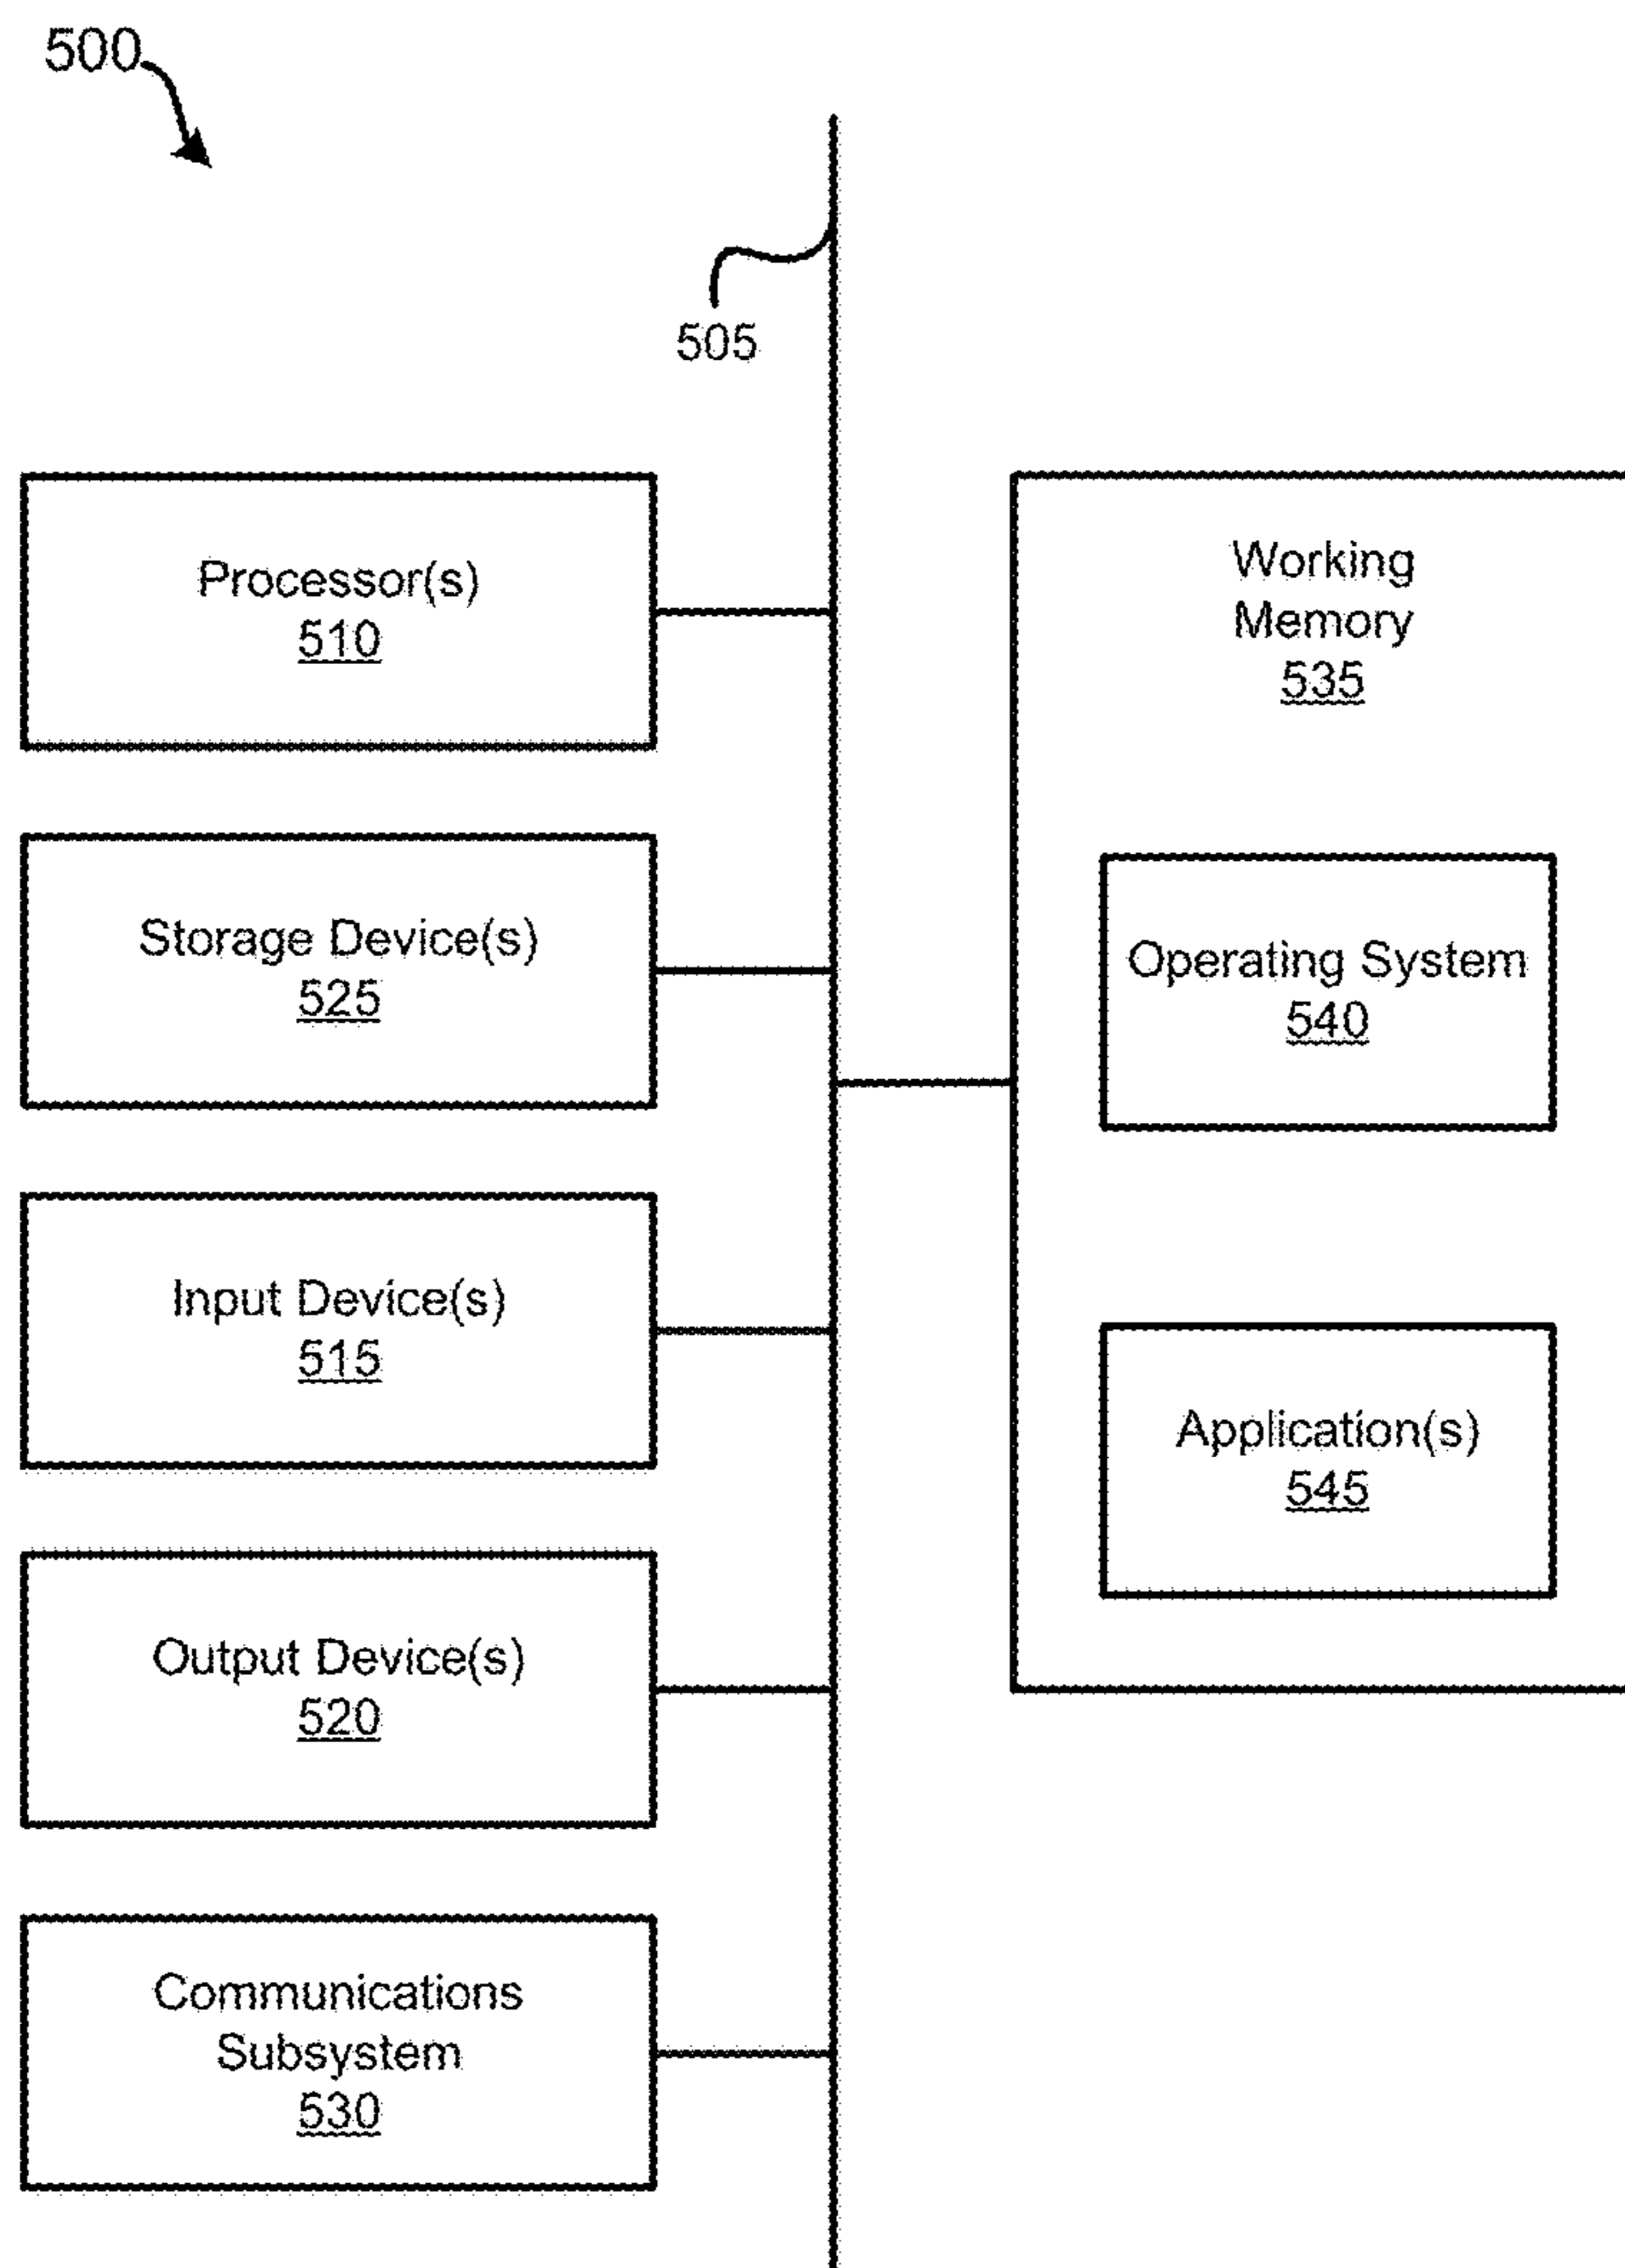 500
505
Processor(s)
510
Storage Device(s)
525
Input Device(s)
515
Output Device(s)
520
Communications
Subsystem
530
Working
Memory
535
Operating System
540
Application(s)
545